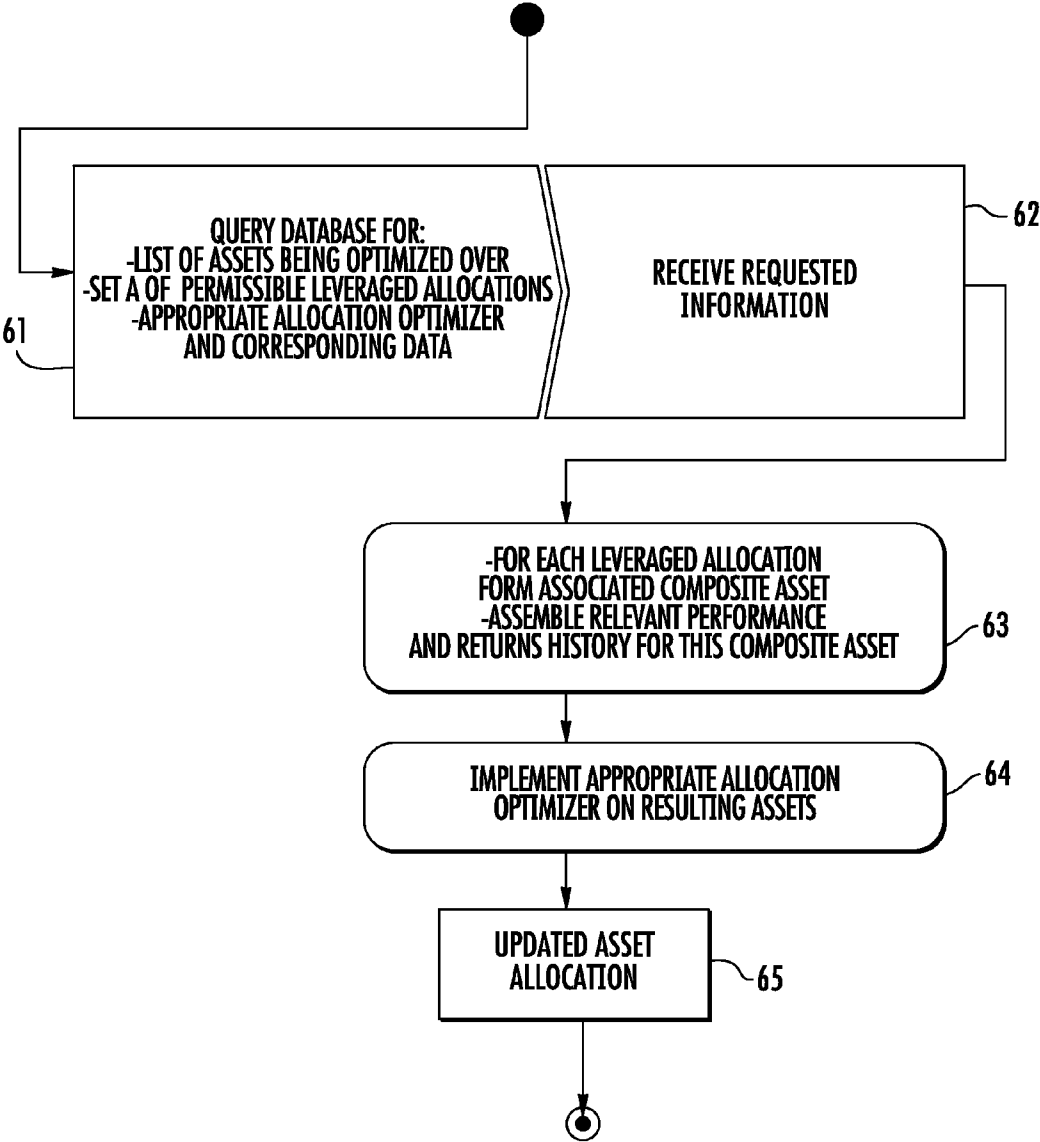 QUERY DATABASE FOR:
-LIST OF ASSETS BEING OPTIMIZED OVER
-SET A OF PERMISSIBLE LEVERAGED ALLOCATIONS
-APPROPRIATE ALLOCATION OPTIMIZER
AND CORRESPONDING DATA
61
RECEIVE REQUESTED
INFORMATION
62
-FOR EACH LEVERAGED ALLOCATION
FORM ASSOCIATED COMPOSITE ASSET
-ASSEMBLE RELEVANT PERFORMANCE
AND RETURNS HISTORY FOR THIS COMPOSITE ASSET
63
IMPLEMENT APPROPRIATE ALLOCATION
OPTIMIZER ON RESULTING ASSETS
64
UPDATED ASSET
ALLOCATION
65